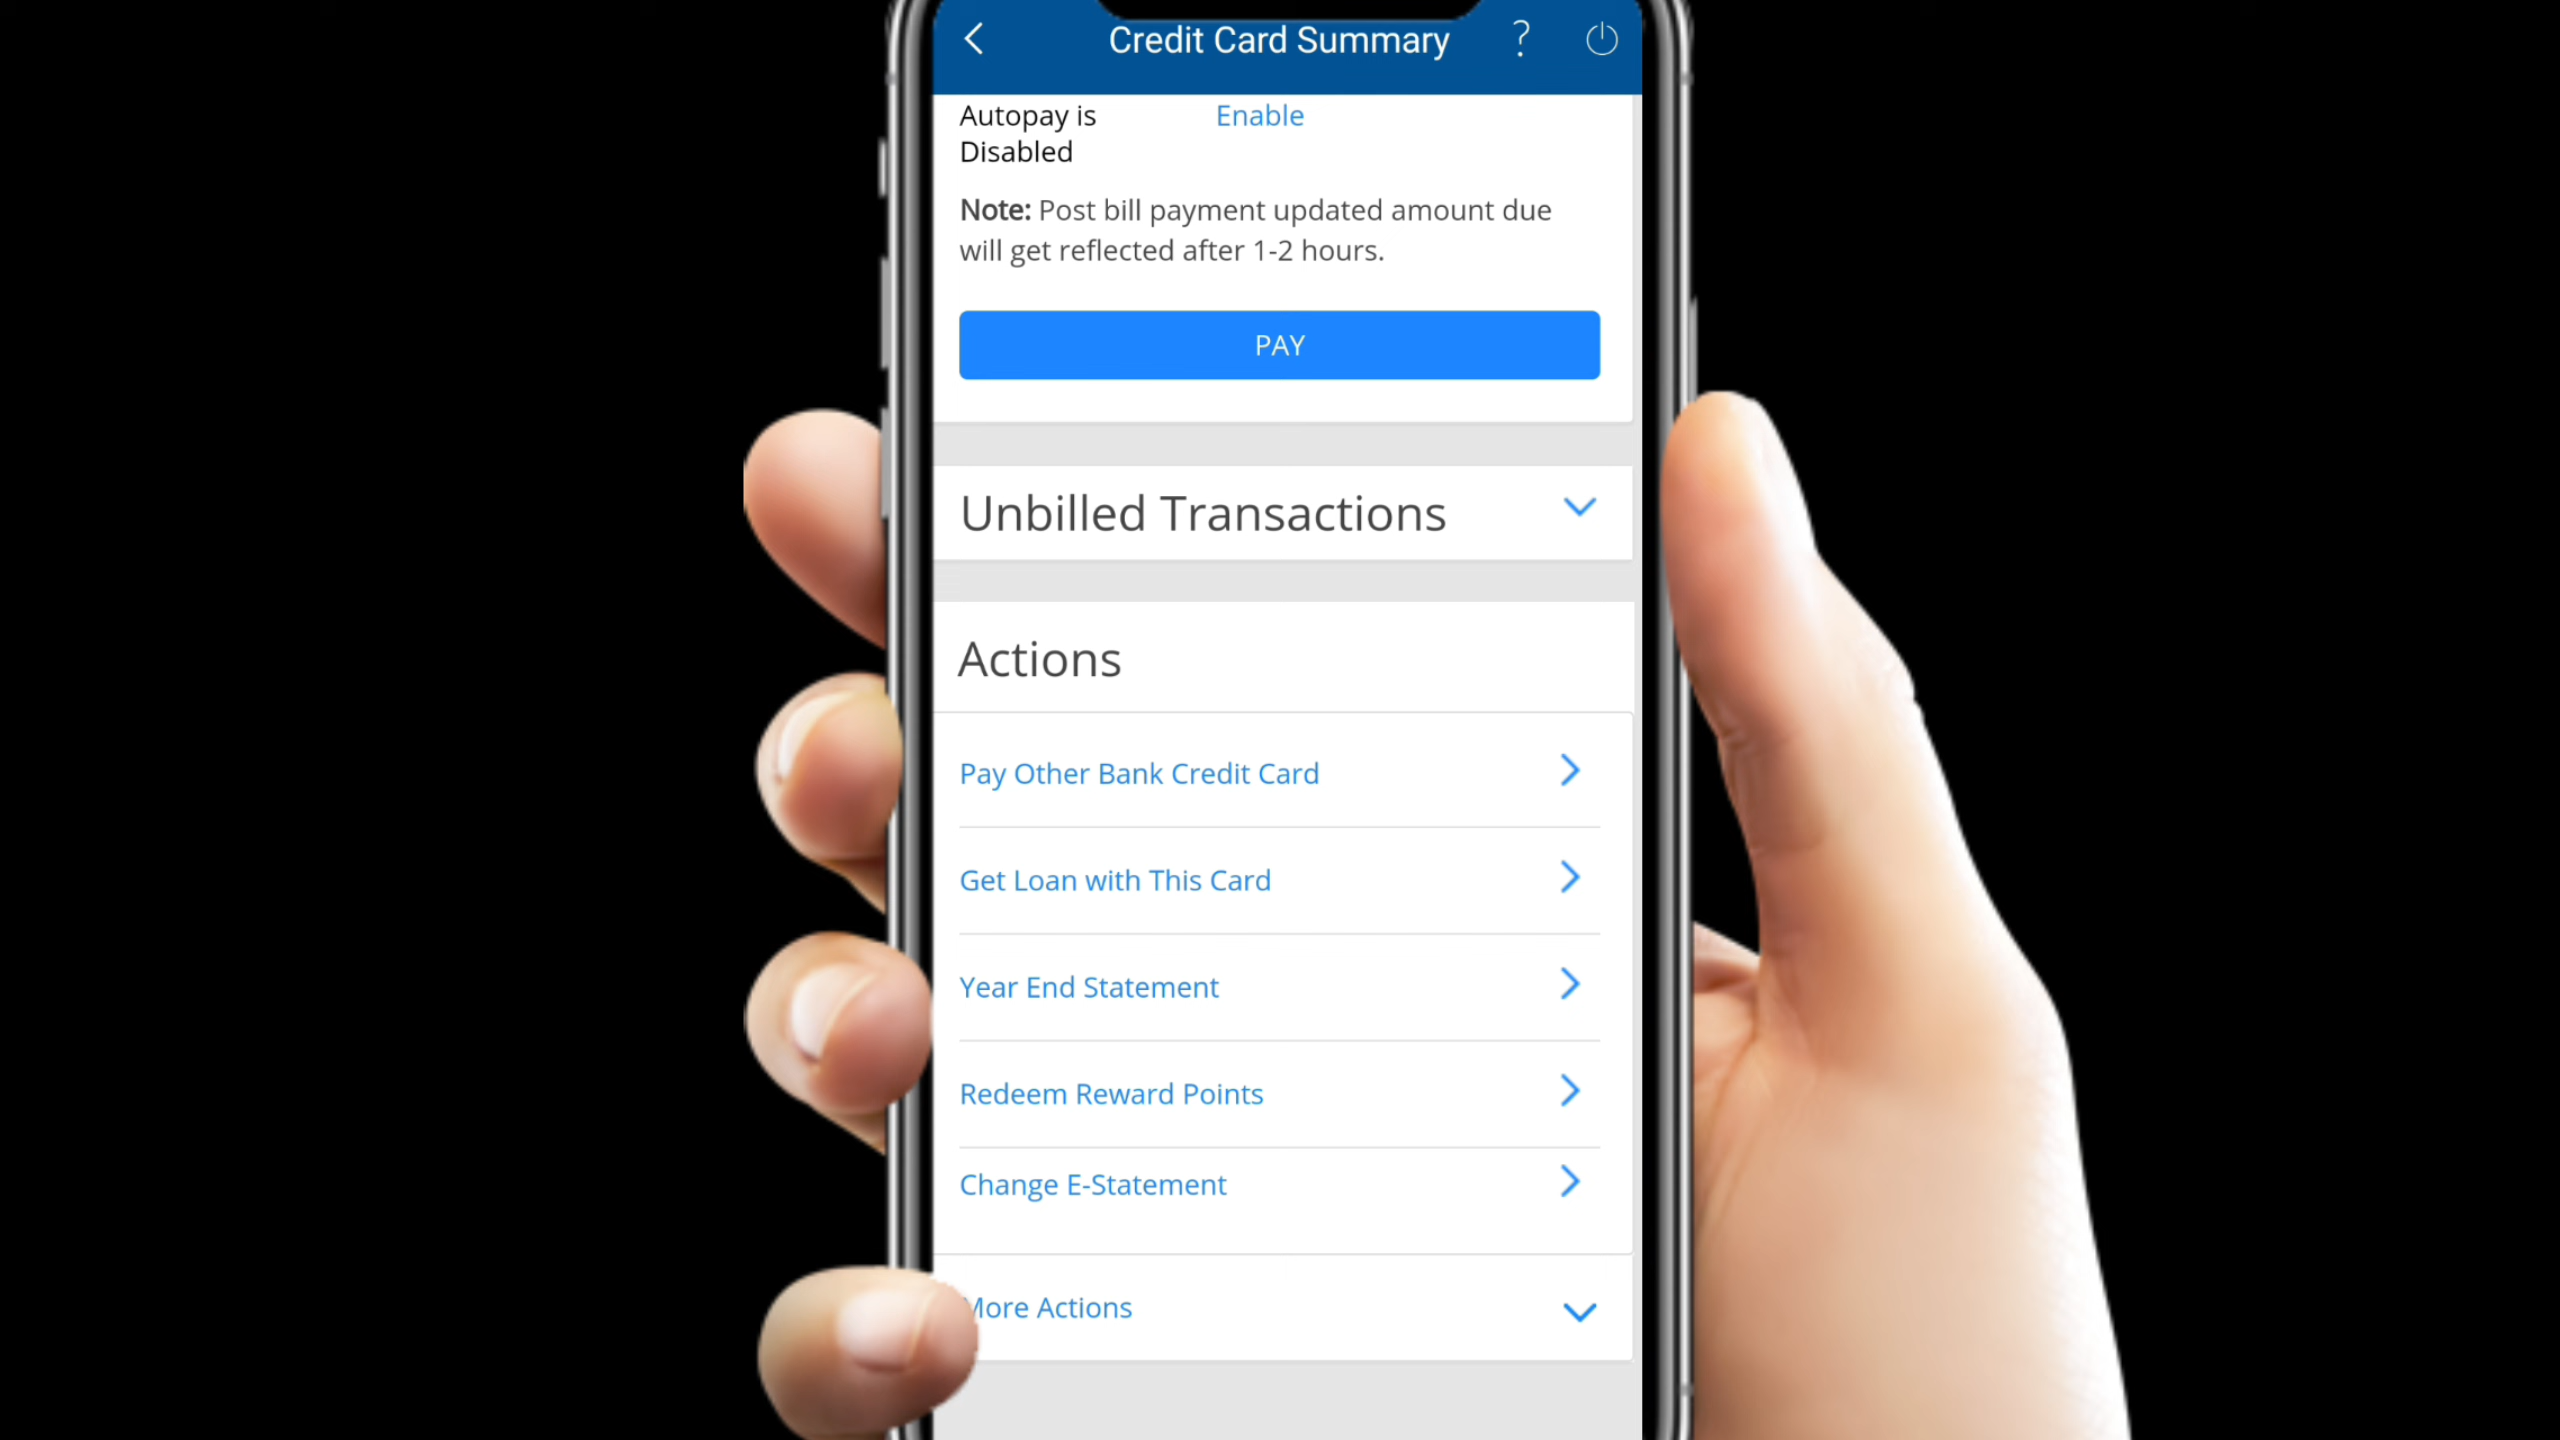 Credit Card Summary ?
Autopay is Enable
Disabled
Note: Post bill payment updated amount due
will get reflected after 1-2 hours.
PAY
Unbilled Transactions
Actions
Pay Other Bank Credit Card
Get Loan with This Card
Year End Statement
Redeem Reward Points
Change E-Statement
More Actions